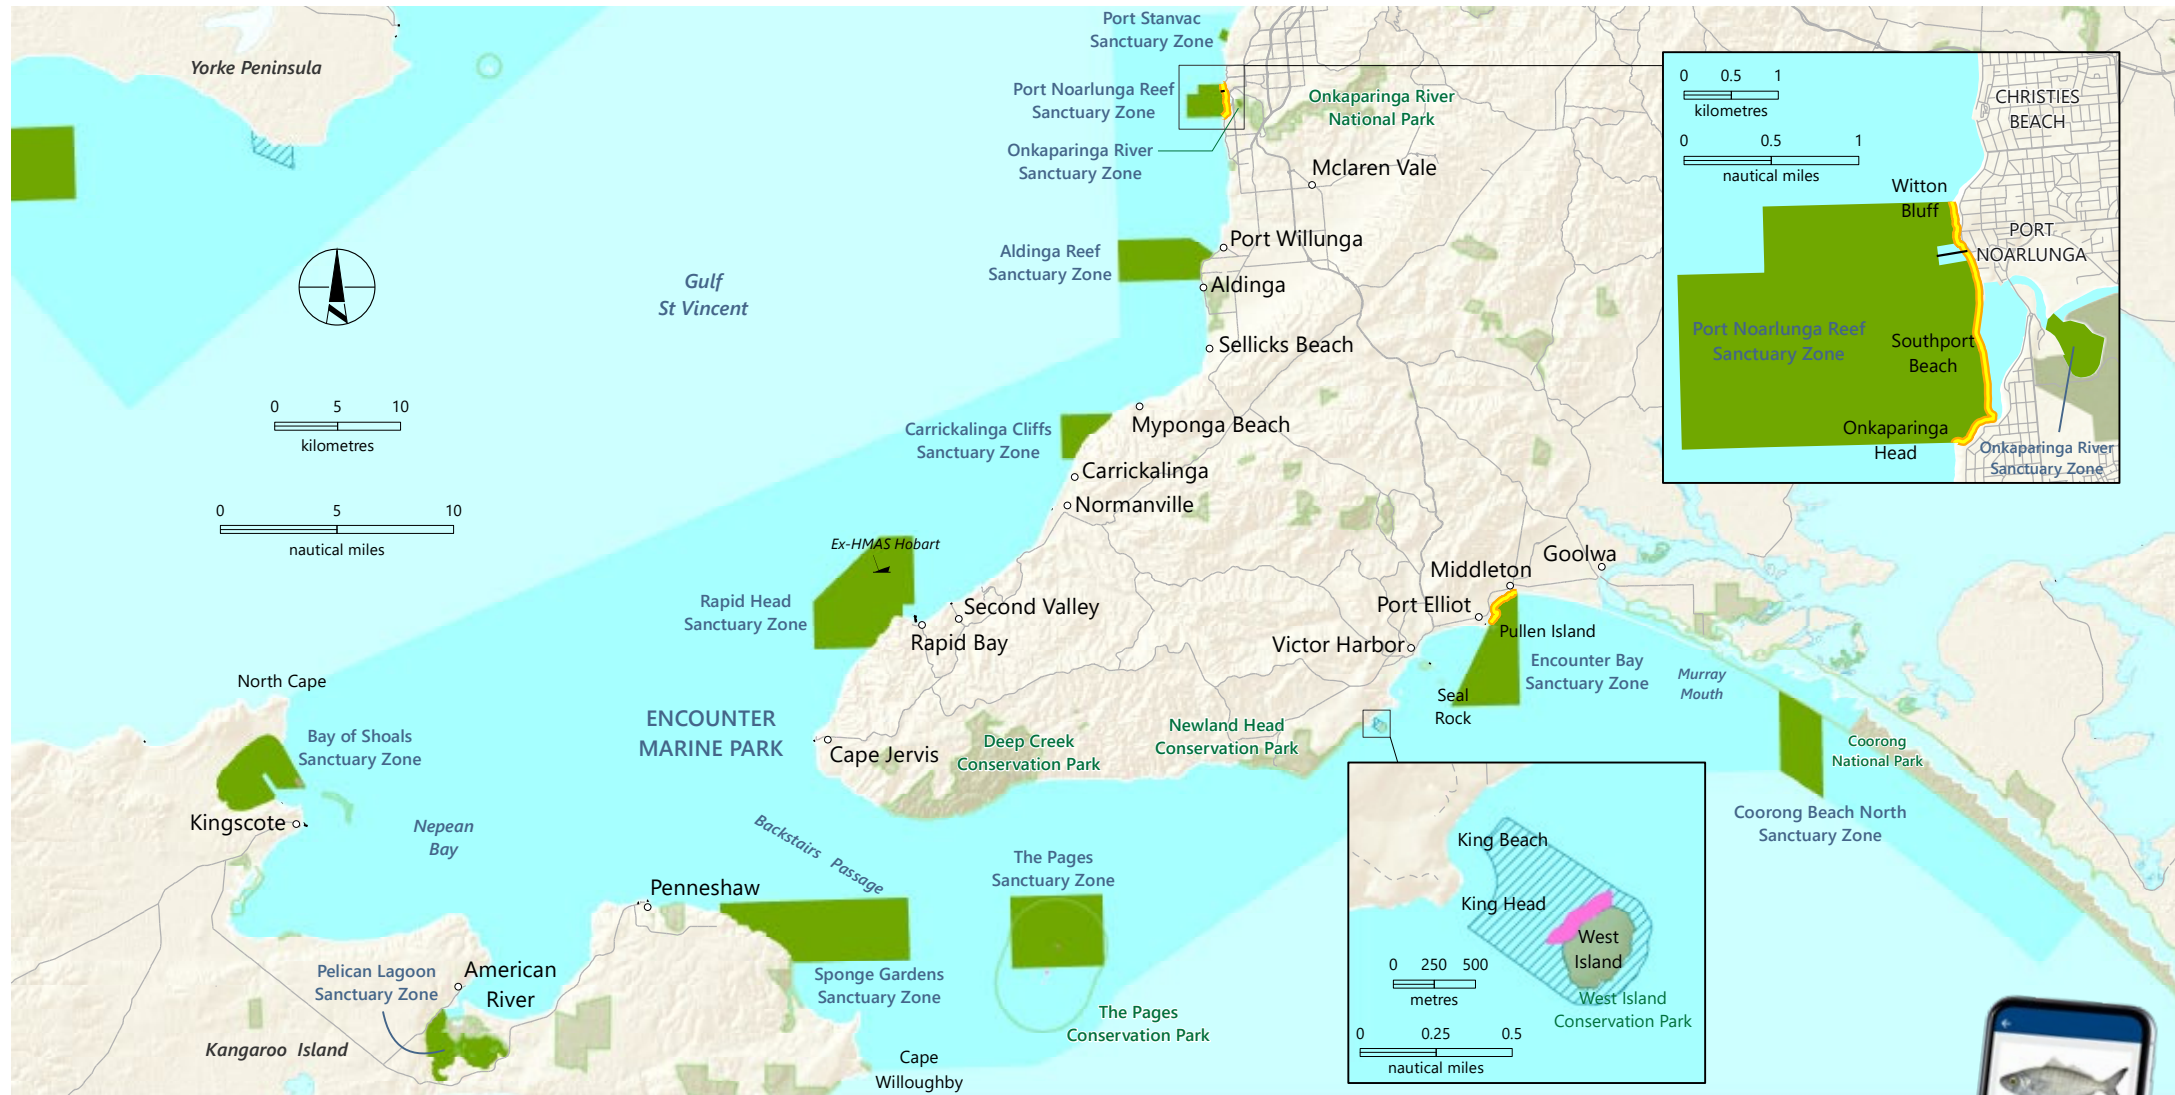 Yorke Peninsula
Port Stanvac
Sanctuary Zone
Port Noarlunga Reef
Sanctuary Zone
Onkaparinga River
National Park
Onkaparinga River
Sanctuary Zone
Mclaren Vale
Port Willunga
Aldinga Reef
Sanctuary Zone
Aldinga
Gulf
St Vincent
N
Sellicks Beach
0 5 10
kilometres
0 5 10
nautical miles
Myponga Beach
Carrickalinga Cliffs
Sanctuary Zone
Carrickalinga
Normanville
Ex-HMAS Hobart
Rapid Head
Sanctuary Zone
Second Valley
Rapid Bay
Goolwa
Middleton
Port Elliot
Pullen Island
Victor Harbor
Encounter Bay
Sanctuary Zone
Murray
Mouth
Seal
Rock
North Cape
Bay of Shoals
Sanctuary Zone
ENCOUNTER
MARINE PARK
Cape Jervis
Deep Creek
Conservation Park
Newland Head
Conservation Park
Coorong
National Park
Coorong Beach North
Sanctuary Zone
Kingscote
Nepean
Bay
Backstairs Passage
The Pages
Sanctuary Zone
Penneshaw
Sponge Gardens
Sanctuary Zone
Pelican Lagoon
Sanctuary Zone
American
River
The Pages
Conservation Park
Kangaroo Island
Cape
Willoughby
0 0.5 1
kilometres
0 0.5 1
nautical miles
CHRISTIES
BEACH
Witton
Bluff
PORT
NOARLUNGA
Port Noarlunga Reef
Sanctuary Zone
Southport
Beach
Onkaparinga
Head
Onkaparinga River
Sanctuary Zone
King Beach
King Head
West
Island
0 250 500
metres
West Island
Conservation Park
0 0.25 0.5
nautical miles